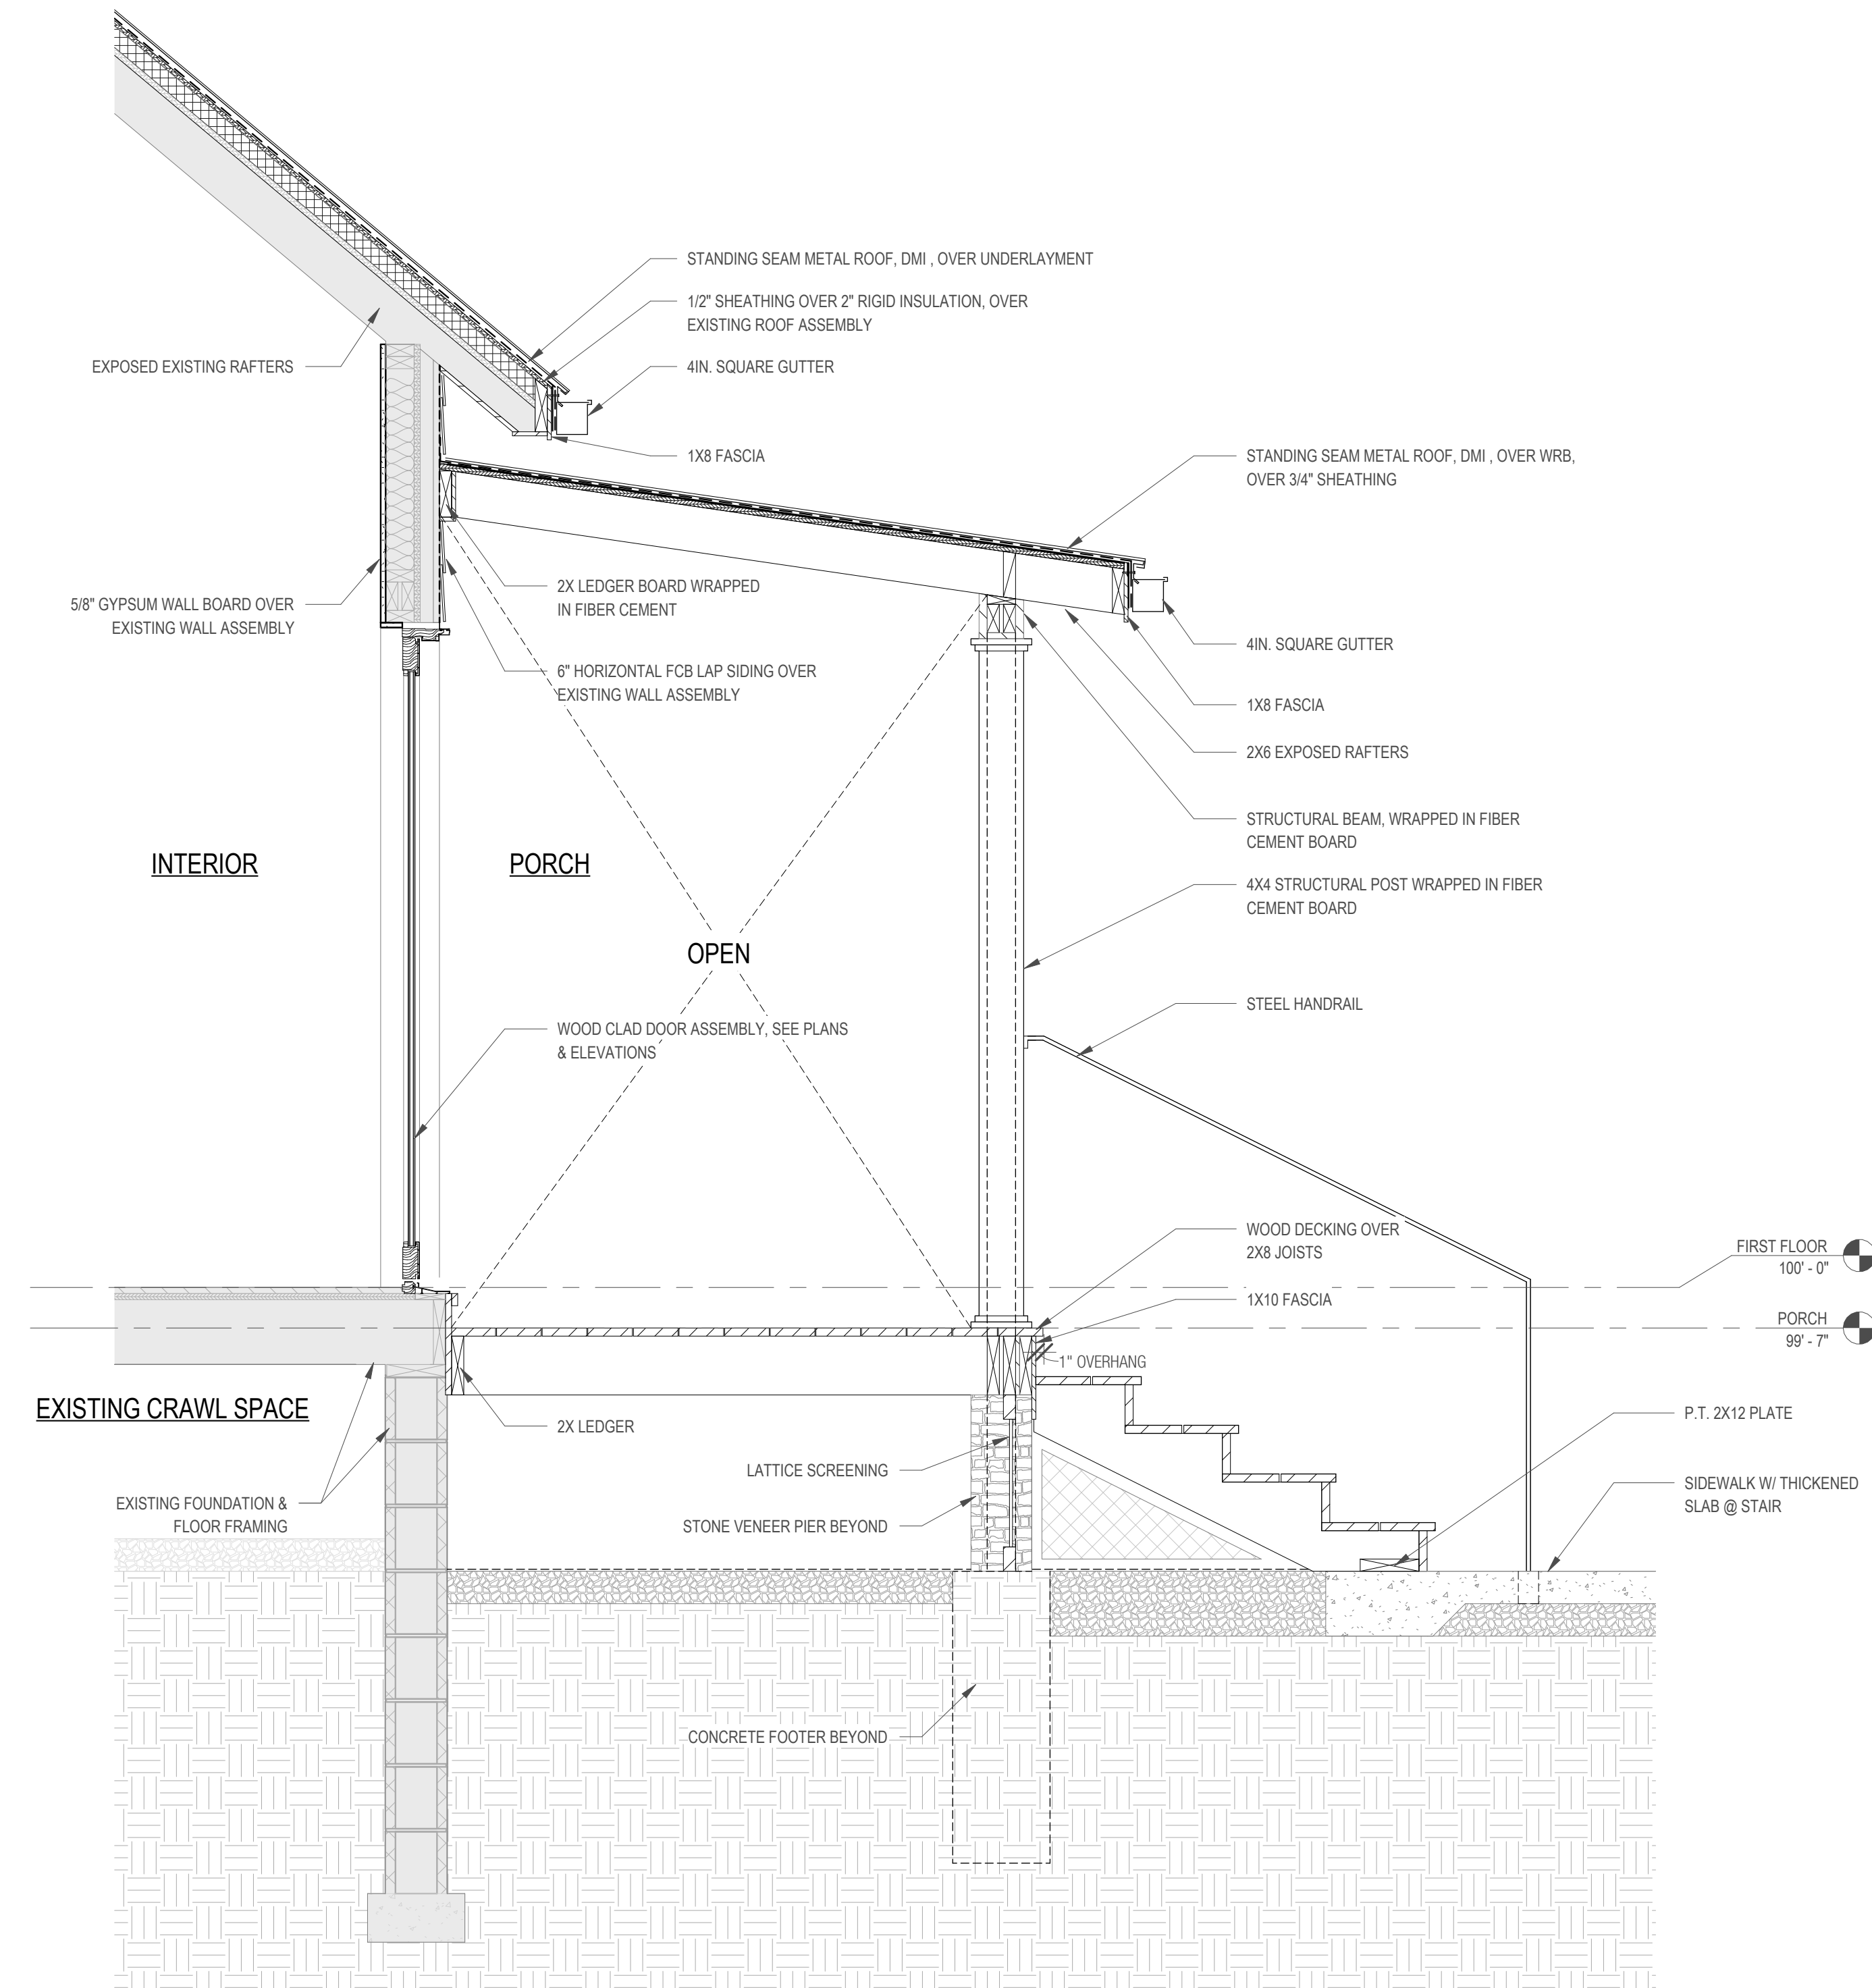 STANDING SEAM METAL ROOF, DMI , OVER UNDERLAYMENT
1/2" SHEATHING OVER 2" RIGID INSULATION, OVER
EXISTING ROOF ASSEMBLY
EXPOSED EXISTING RAFTERS
4IN. SQUARE GUTTER
1X8 FASCIA
STANDING SEAM METAL ROOF, DMI , OVER WRB,
OVER 3/4" SHEATHING
5/8" GYPSUM WALL BOARD OVER
EXISTING WALL ASSEMBLY
2X LEDGER BOARD WRAPPED
IN FIBER CEMENT
6" HORIZONTAL FCB LAP SIDING OVER
EXISTING WALL ASSEMBLY
4IN. SQUARE GUTTER
1X8 FASCIA
2X6 EXPOSED RAFTERS
STRUCTURAL BEAM, WRAPPED IN FIBER
CEMENT BOARD
INTERIOR
PORCH
4X4 STRUCTURAL POST WRAPPED IN FIBER
CEMENT BOARD
OPEN
STEEL HANDRAIL
WOOD CLAD DOOR ASSEMBLY, SEE PLANS
& ELEVATIONS
WOOD DECKING OVER
2X8 JOISTS
FIRST FLOOR
100' - 0"
1X10 FASCIA
PORCH
99' - 7"
1" OVERHANG
EXISTING CRAWL SPACE
2X LEDGER
P.T. 2X12 PLATE
LATTICE SCREENING
SIDEWALK W/ THICKENED
SLAB @ STAIR
EXISTING FOUNDATION &
FLOOR FRAMING
STONE VENEER PIER BEYOND
CONCRETE FOOTER BEYOND